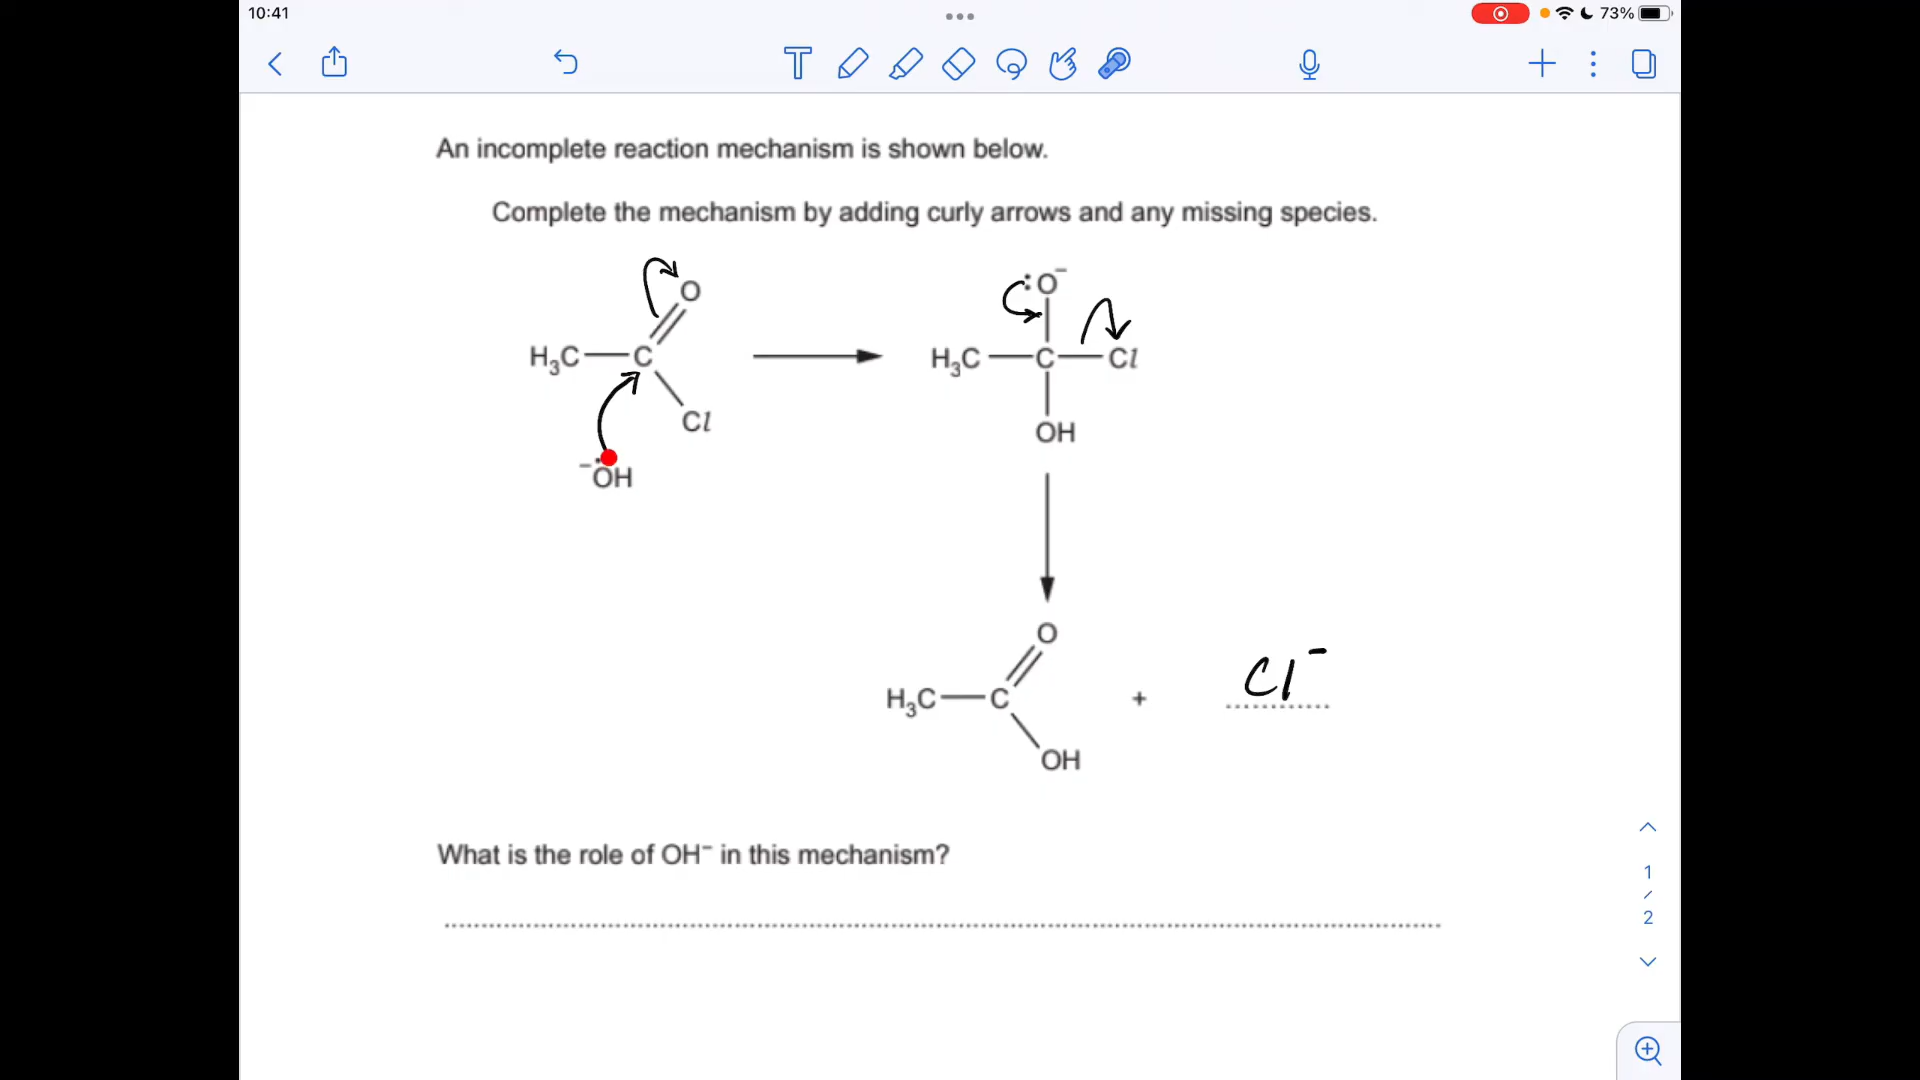 10:41
73%
An incomplete reaction mechanism is shown below.
Complete the mechanism by adding curly arrows and any missing species.
O
H₃C C
Cl
⁻:OH
:O⁻
H₃C C Cl
OH
O
H₃C C + Cl⁻
OH
What is the role of OH⁻ in this mechanism?
1
/
2